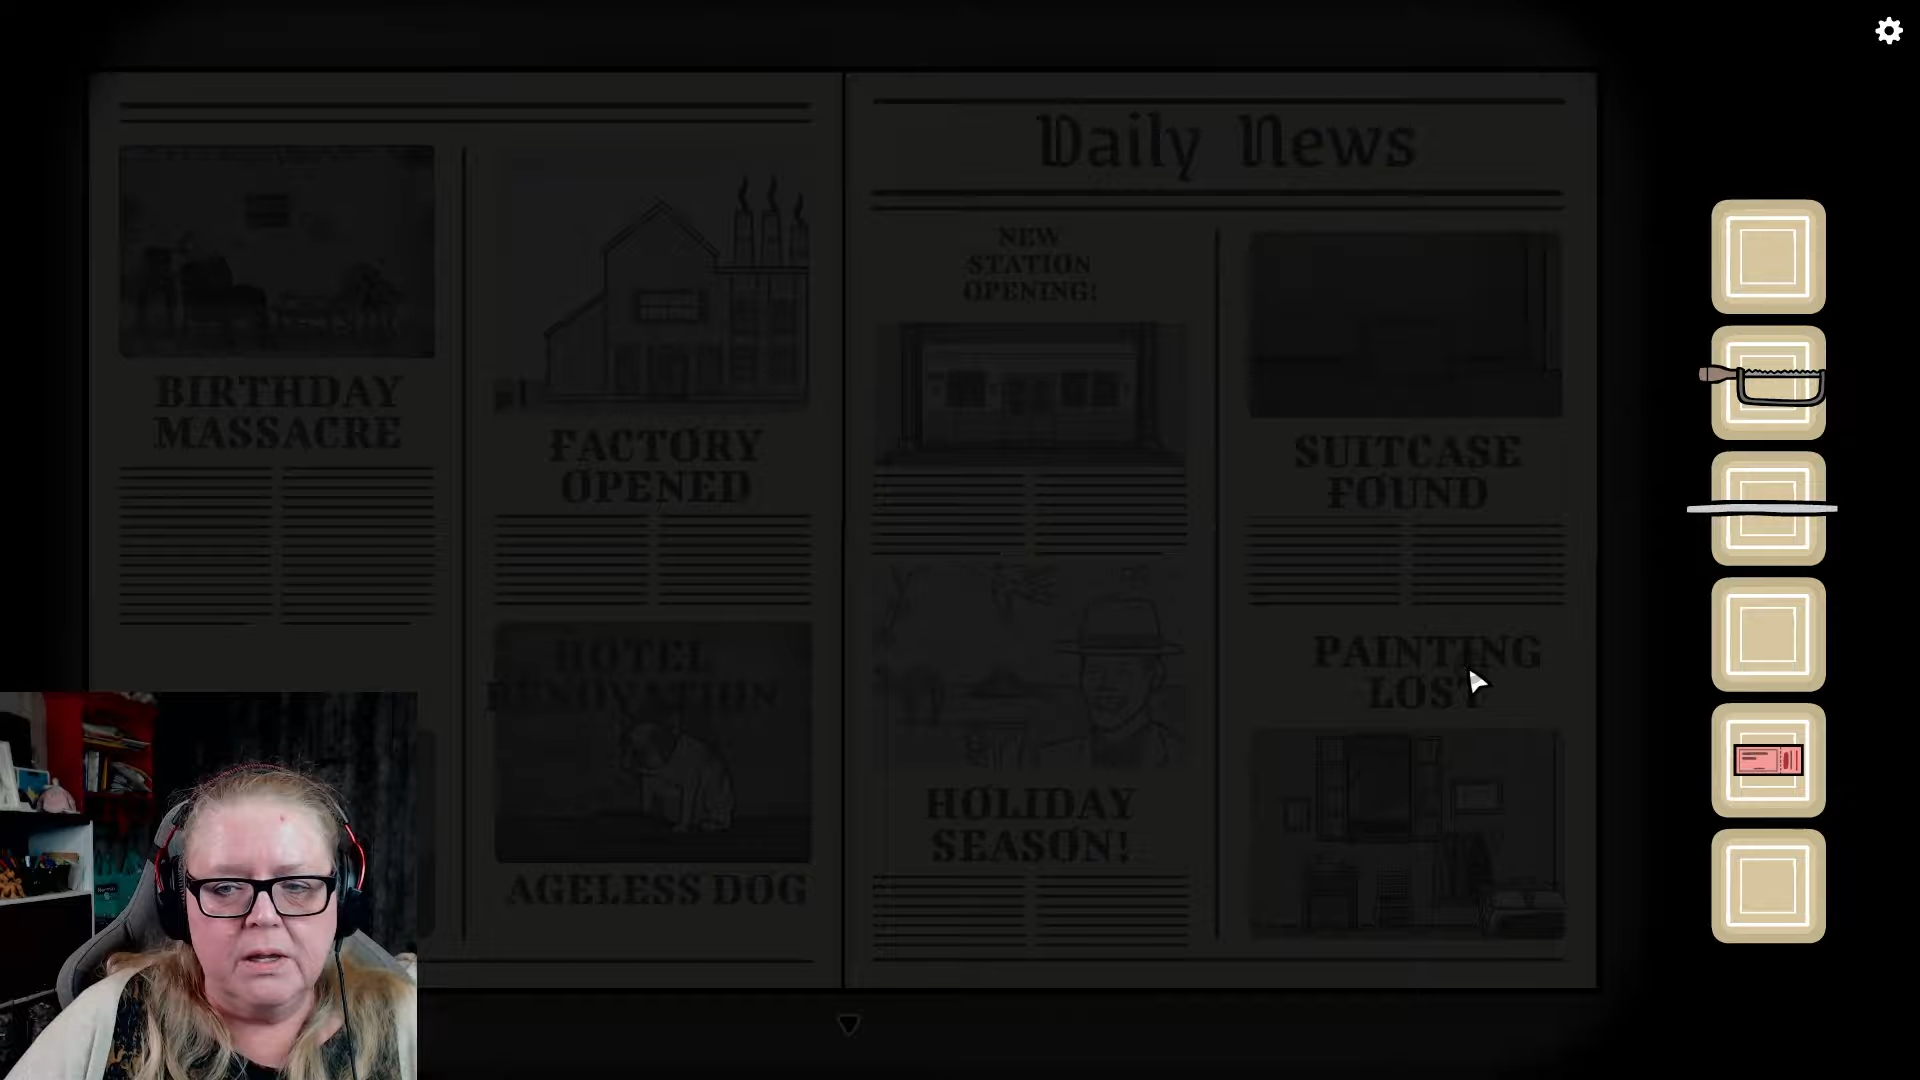 Daily News
BIRTHDAY
MASSACRE
FACTORY
OPENED
HOTEL
RENOVATION
AGELESS DOG
NEW
STATION
OPENING!
HOLIDAY
SEASON!
SUITCASE
FOUND
PAINTING
LOST